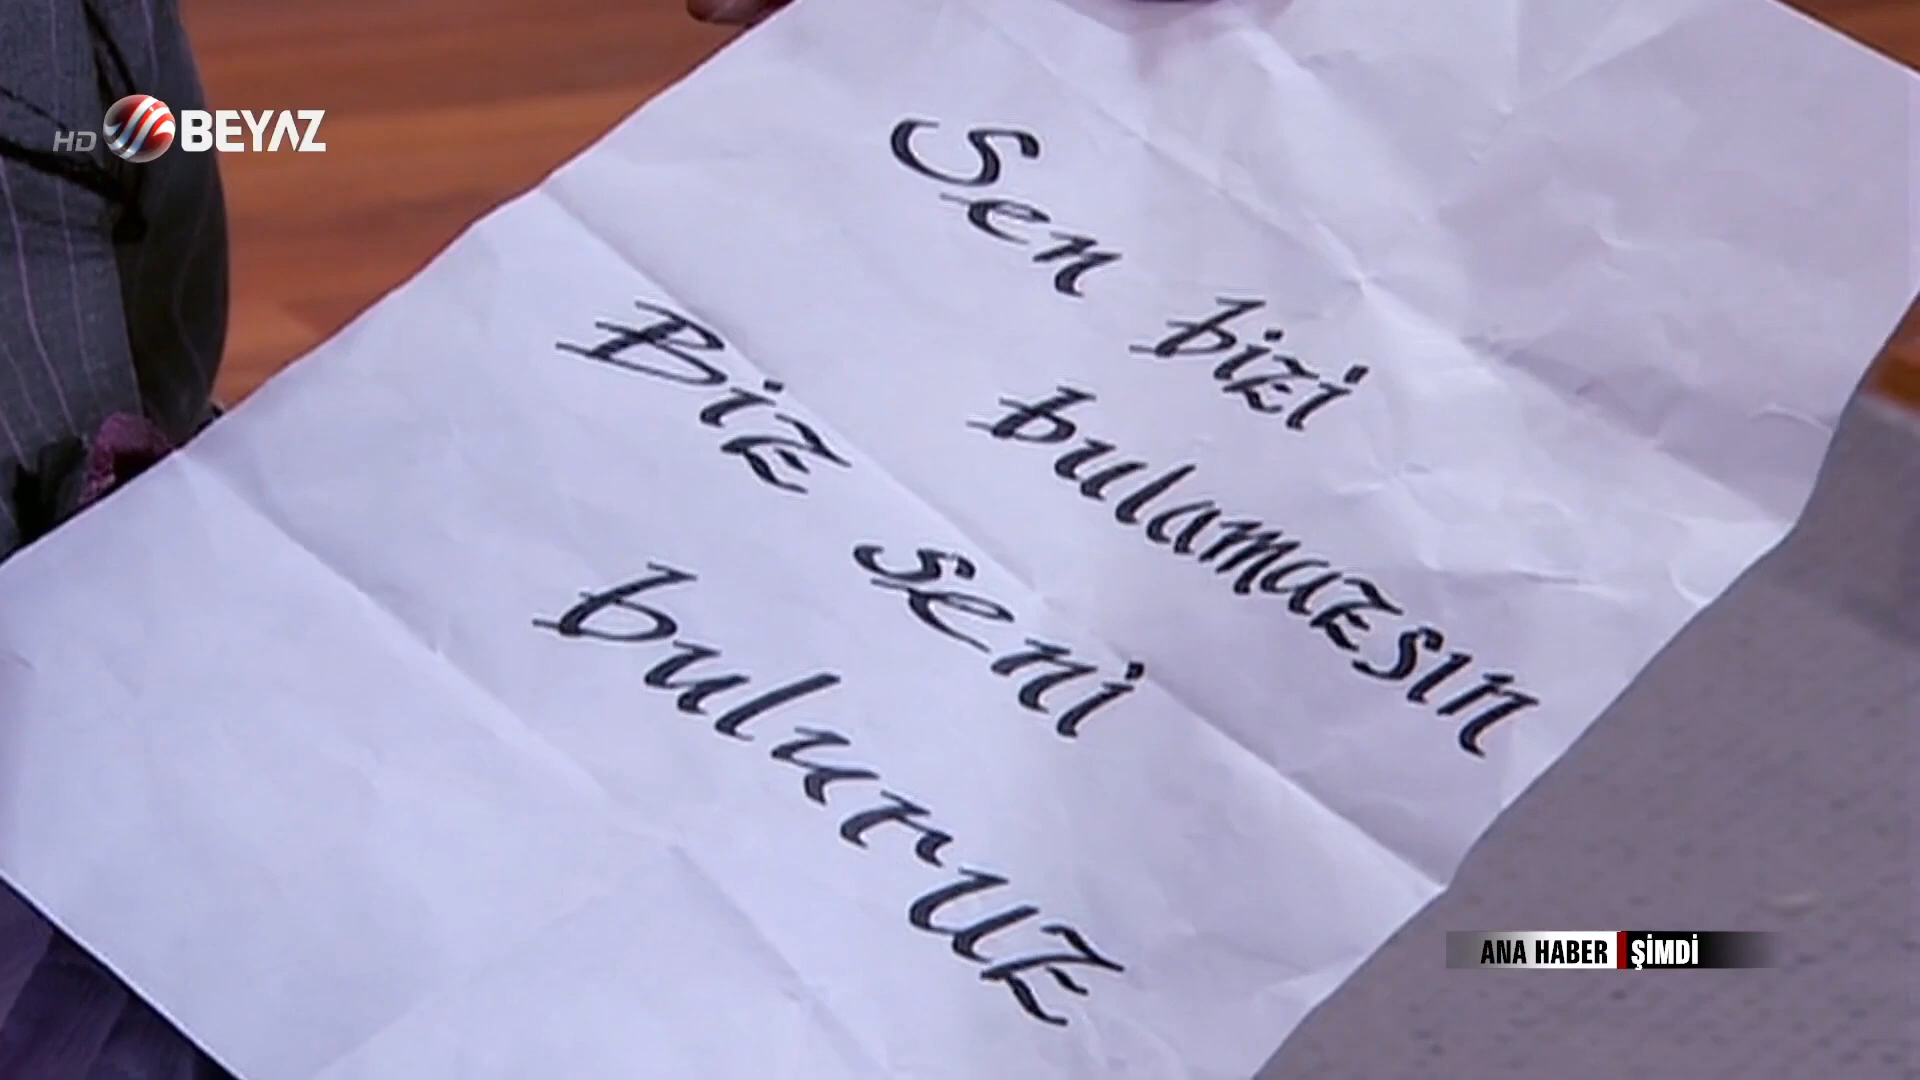 HD BEYAZ
Sen bizi
bulamazsın
Biz seni
buluruz
ANA HABER ŞİMDİ